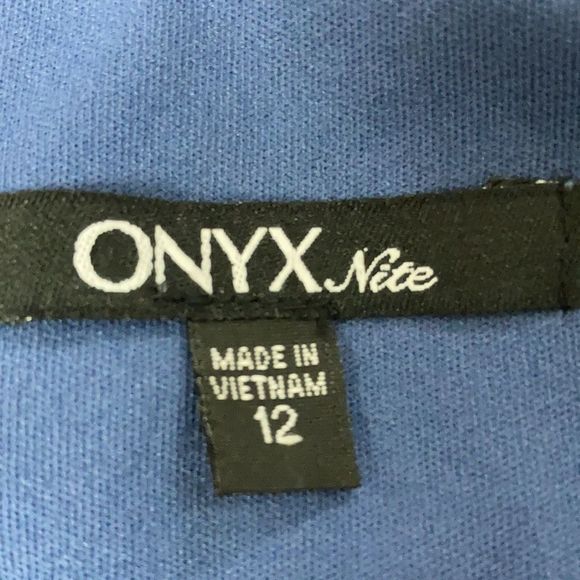 ONYX Nite
MADE IN
VIETNAM
12